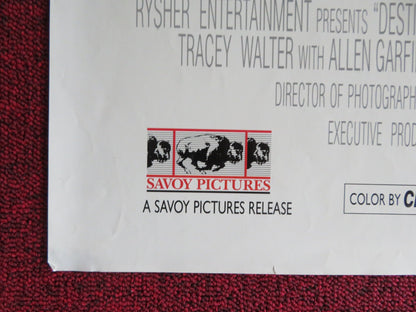 RYSHER ENTERTAINMENT PRESENTS "DEST
TRACEY WALTER WITH ALLEN GARFI
DIRECTOR OF PHOTOGRAPH
EXECUTIVE PROD
SAVOY PICTURES
A SAVOY PICTURES RELEASE
COLOR BY